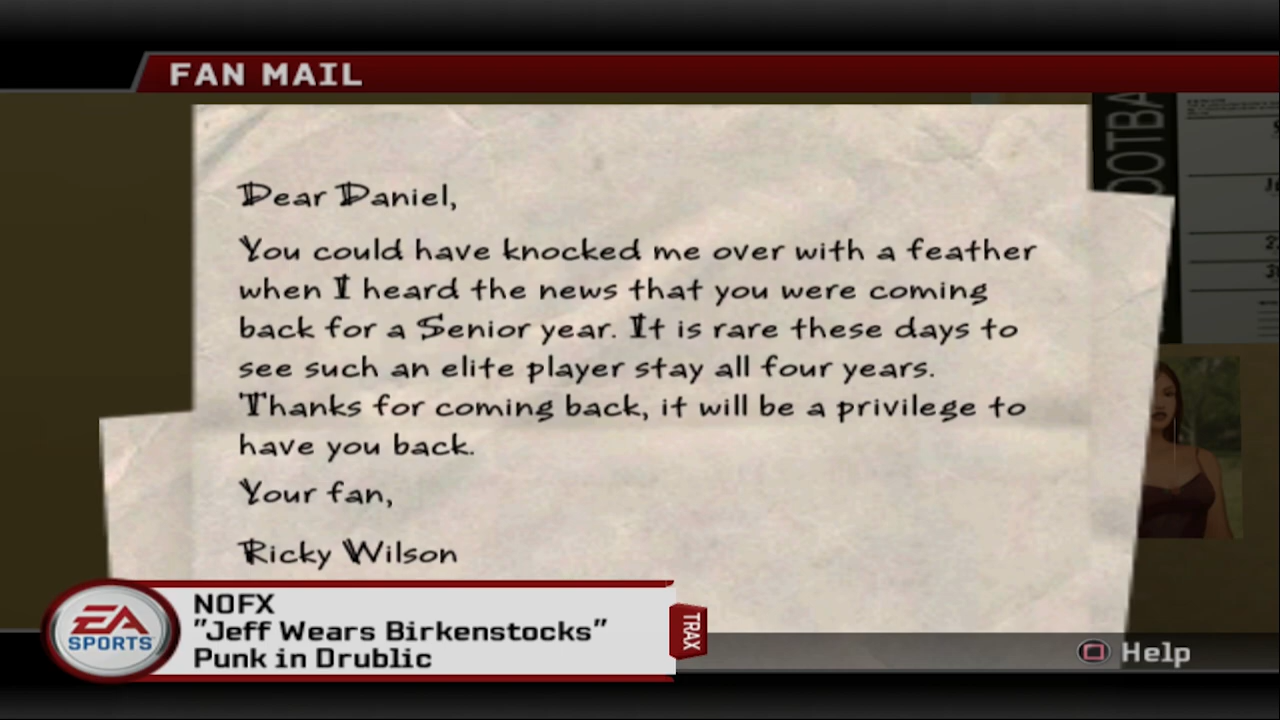 FAN MAIL
Dear Daniel,
You could have knocked me over with a feather
when I heard the news that you were coming
back for a Senior year. It is rare these days to
see such an elite player stay all four years.
Thanks for coming back, it will be a privilege to
have you back.
Your fan,
Ricky Wilson
OOTBA
EA
SPORTS
NOFX
"Jeff Wears Birkenstocks"
Punk in Drublic
TRAX
Help